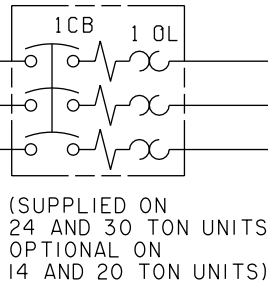 1CB 1 OL
(SUPPLIED ON
24 AND 30 TON UNITS
OPTIONAL ON
14 AND 20 TON UNITS)